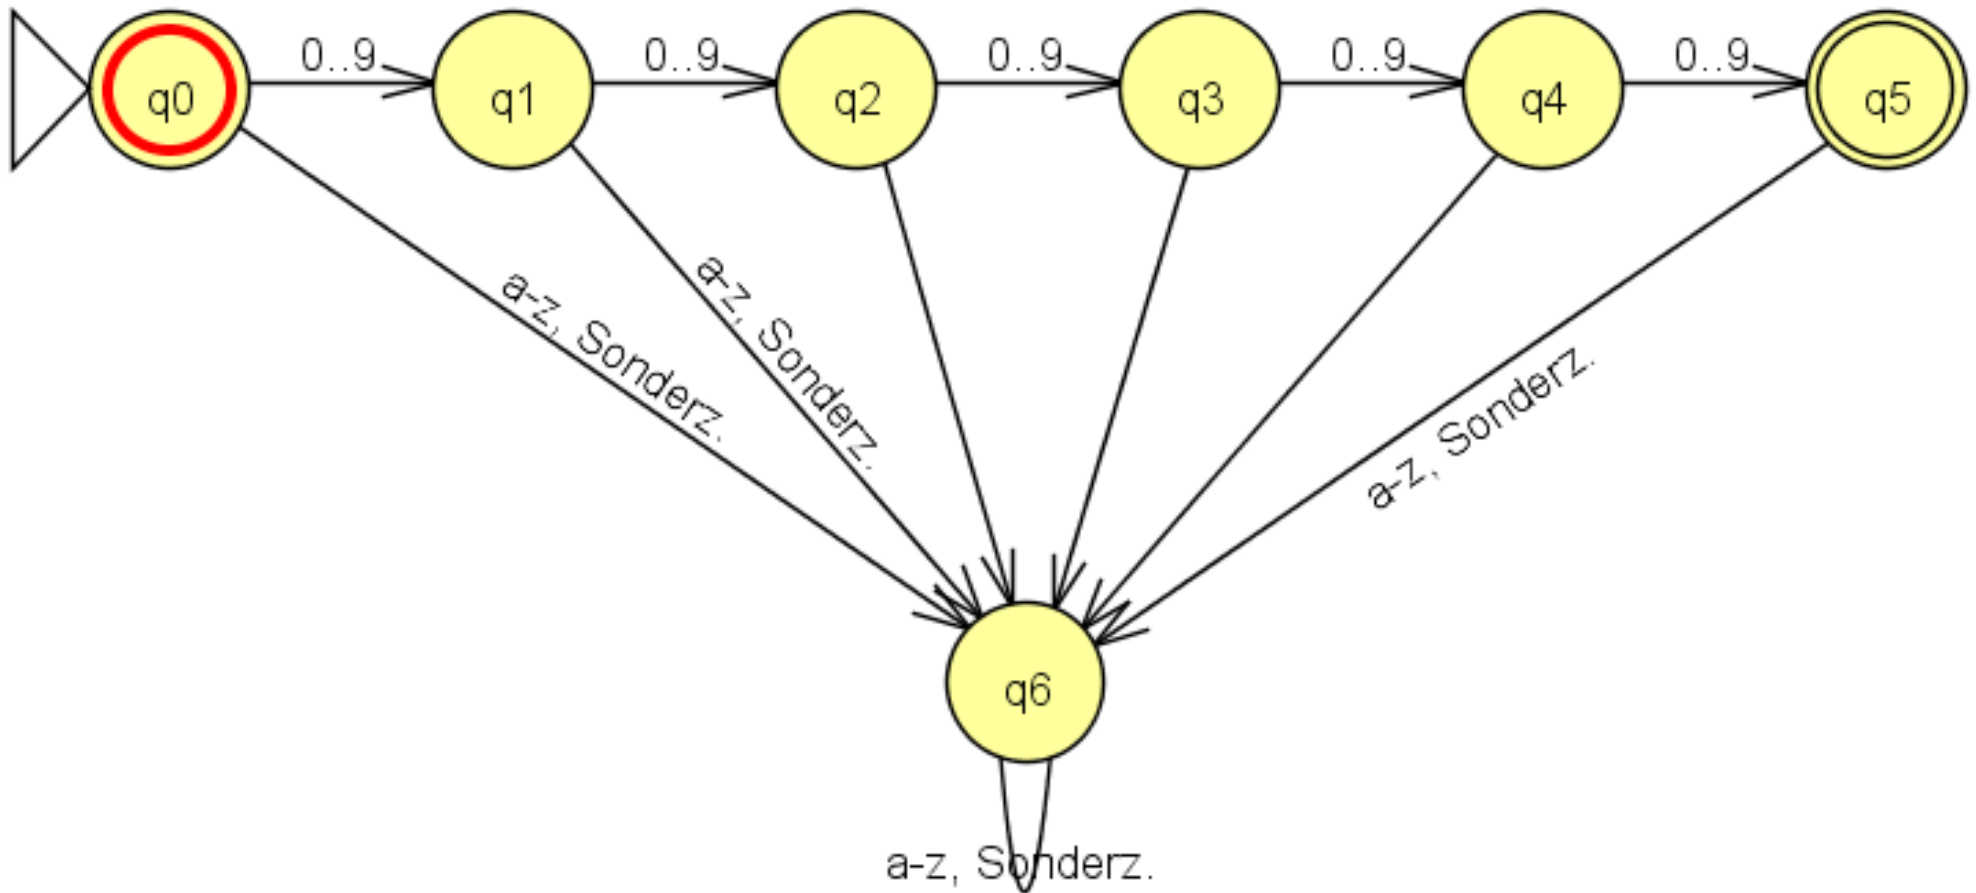 0..9
0..9
0..9
0..9
0..9
q0
q1
q2
q3
q4
q5
a-z, Sonderz.
a-z, Sonderz.
a-z, Sonderz.
q6
a-z, Sonderz.